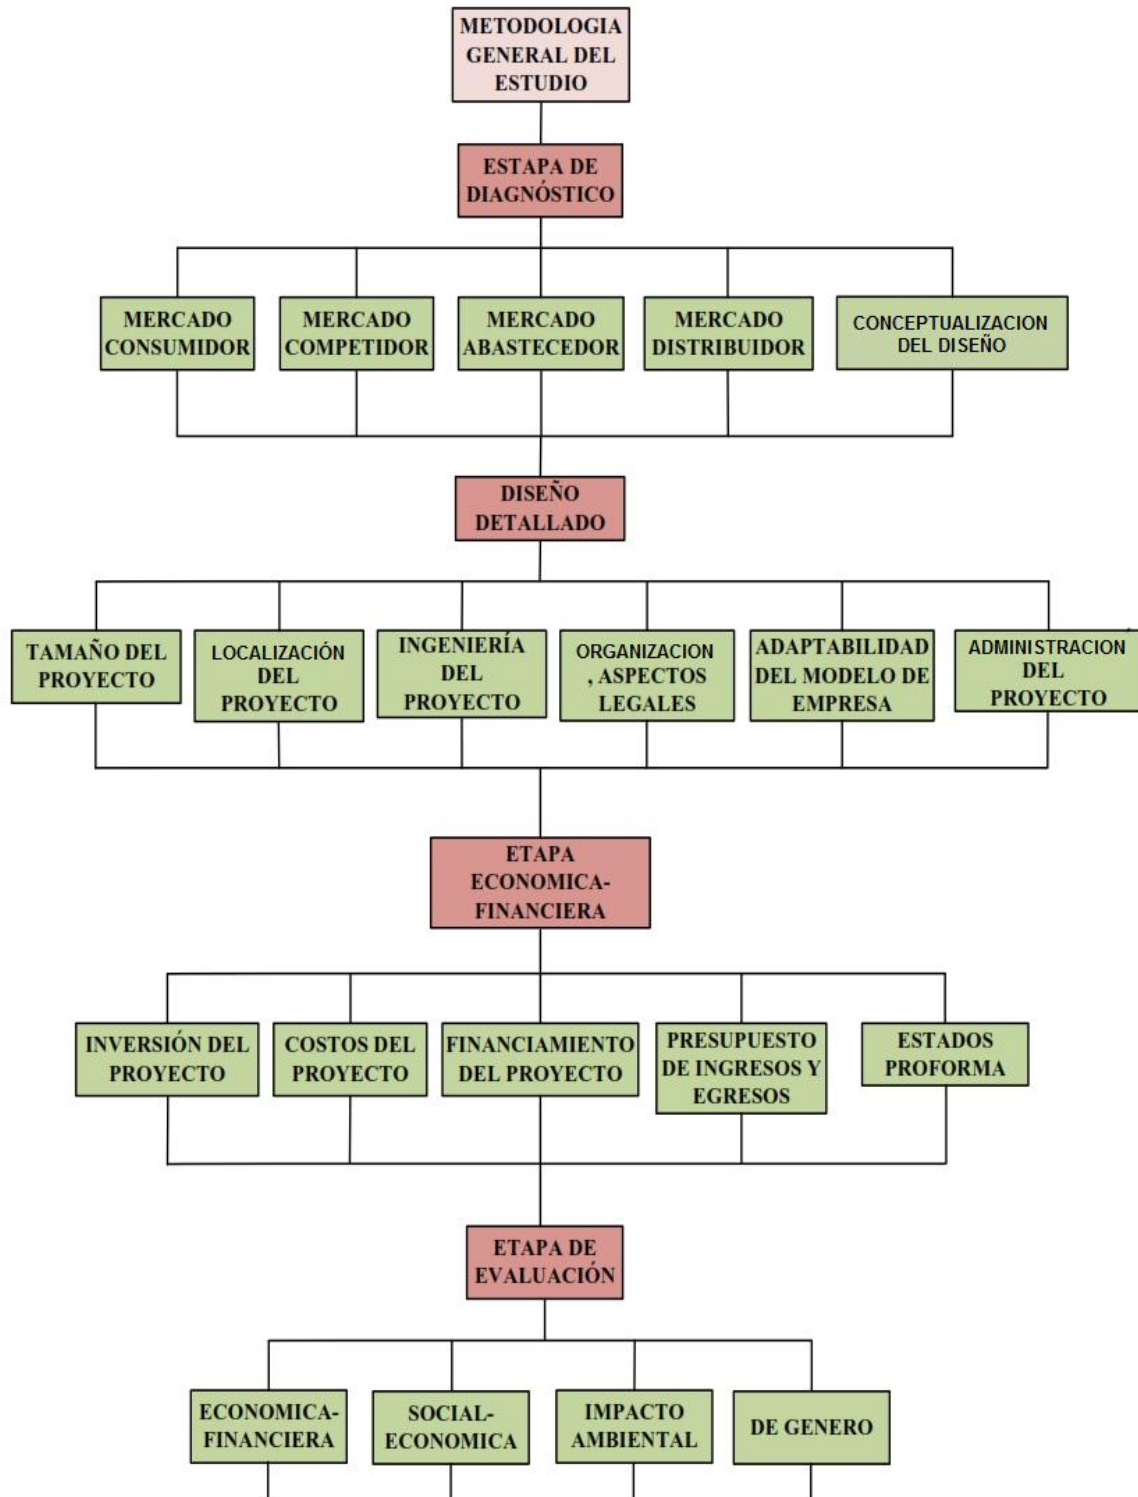 METODOLOGIA
GENERAL DEL
ESTUDIO
ESTAPA DE
DIAGNÓSTICO
MERCADO
CONSUMIDOR
MERCADO
COMPETIDOR
MERCADO
ABASTECEDOR
MERCADO
DISTRIBUIDOR
CONCEPTUALIZACION
DEL DISEÑO
DISEÑO
DETALLADO
TAMAÑO DEL
PROYECTO
LOCALIZACIÓN
DEL
PROYECTO
INGENIERÍA
DEL
PROYECTO
ORGANIZACION
, ASPECTOS
LEGALES
ADAPTABILIDAD
DEL MODELO DE
EMPRESA
ADMINISTRACIÓN
DEL
PROYECTO
ETAPA
ECONOMICA-
FINANCIERA
INVERSIÓN DEL
PROYECTO
COSTOS DEL
PROYECTO
FINANCIAMIENTO
DEL PROYECTO
PRESUPUESTO
DE INGRESOS Y
EGRESOS
ESTADOS
PROFORMA
ETAPA DE
EVALUACIÓN
ECONOMICA-
FINANCIERA
SOCIAL-
ECONOMICA
IMPACTO
AMBIENTAL
DE GENERO